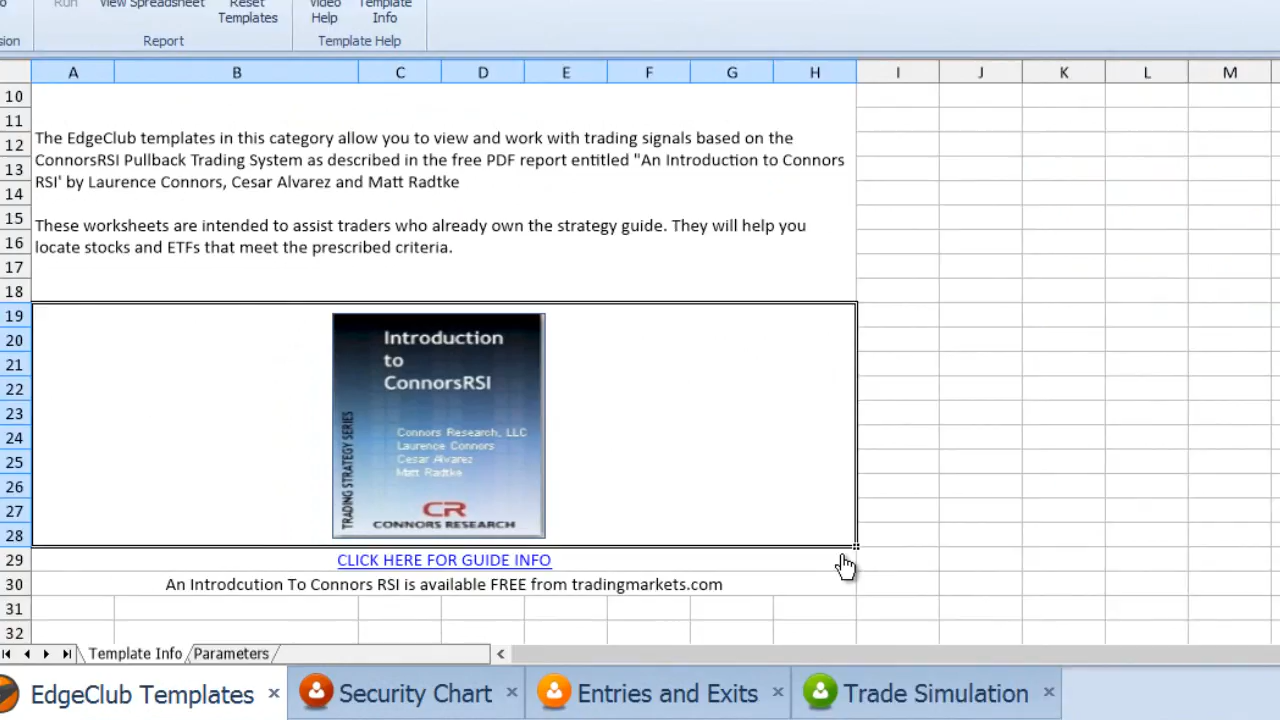 Run
View Spreadsheet
Reset
Templates
Video
Help
Template
Info
sion
Report
Template Help
A B C D E F G H I J K L M
10
11
12
13
14
15
16
17
18
19
20
21
22
23
24
25
26
27
28
29
30
31
32
The EdgeClub templates in this category allow you to view and work with trading signals based on the
ConnorsRSI Pullback Trading System as described in the free PDF report entitled "An Introduction to Connors
RSI' by Laurence Connors, Cesar Alvarez and Matt Radtke
These worksheets are intended to assist traders who already own the strategy guide. They will help you
locate stocks and ETFs that meet the prescribed criteria.
Introduction
to
ConnorsRSI
Connors Research, LLC
Laurence Connors
Cesar Alvarez
Matt Radtke
TRADING STRATEGY SERIES
CR
CONNORS RESEARCH
CLICK HERE FOR GUIDE INFO
An Introdcution To Connors RSI is available FREE from tradingmarkets.com
Template Info Parameters
EdgeClub Templates Security Chart Entries and Exits Trade Simulation